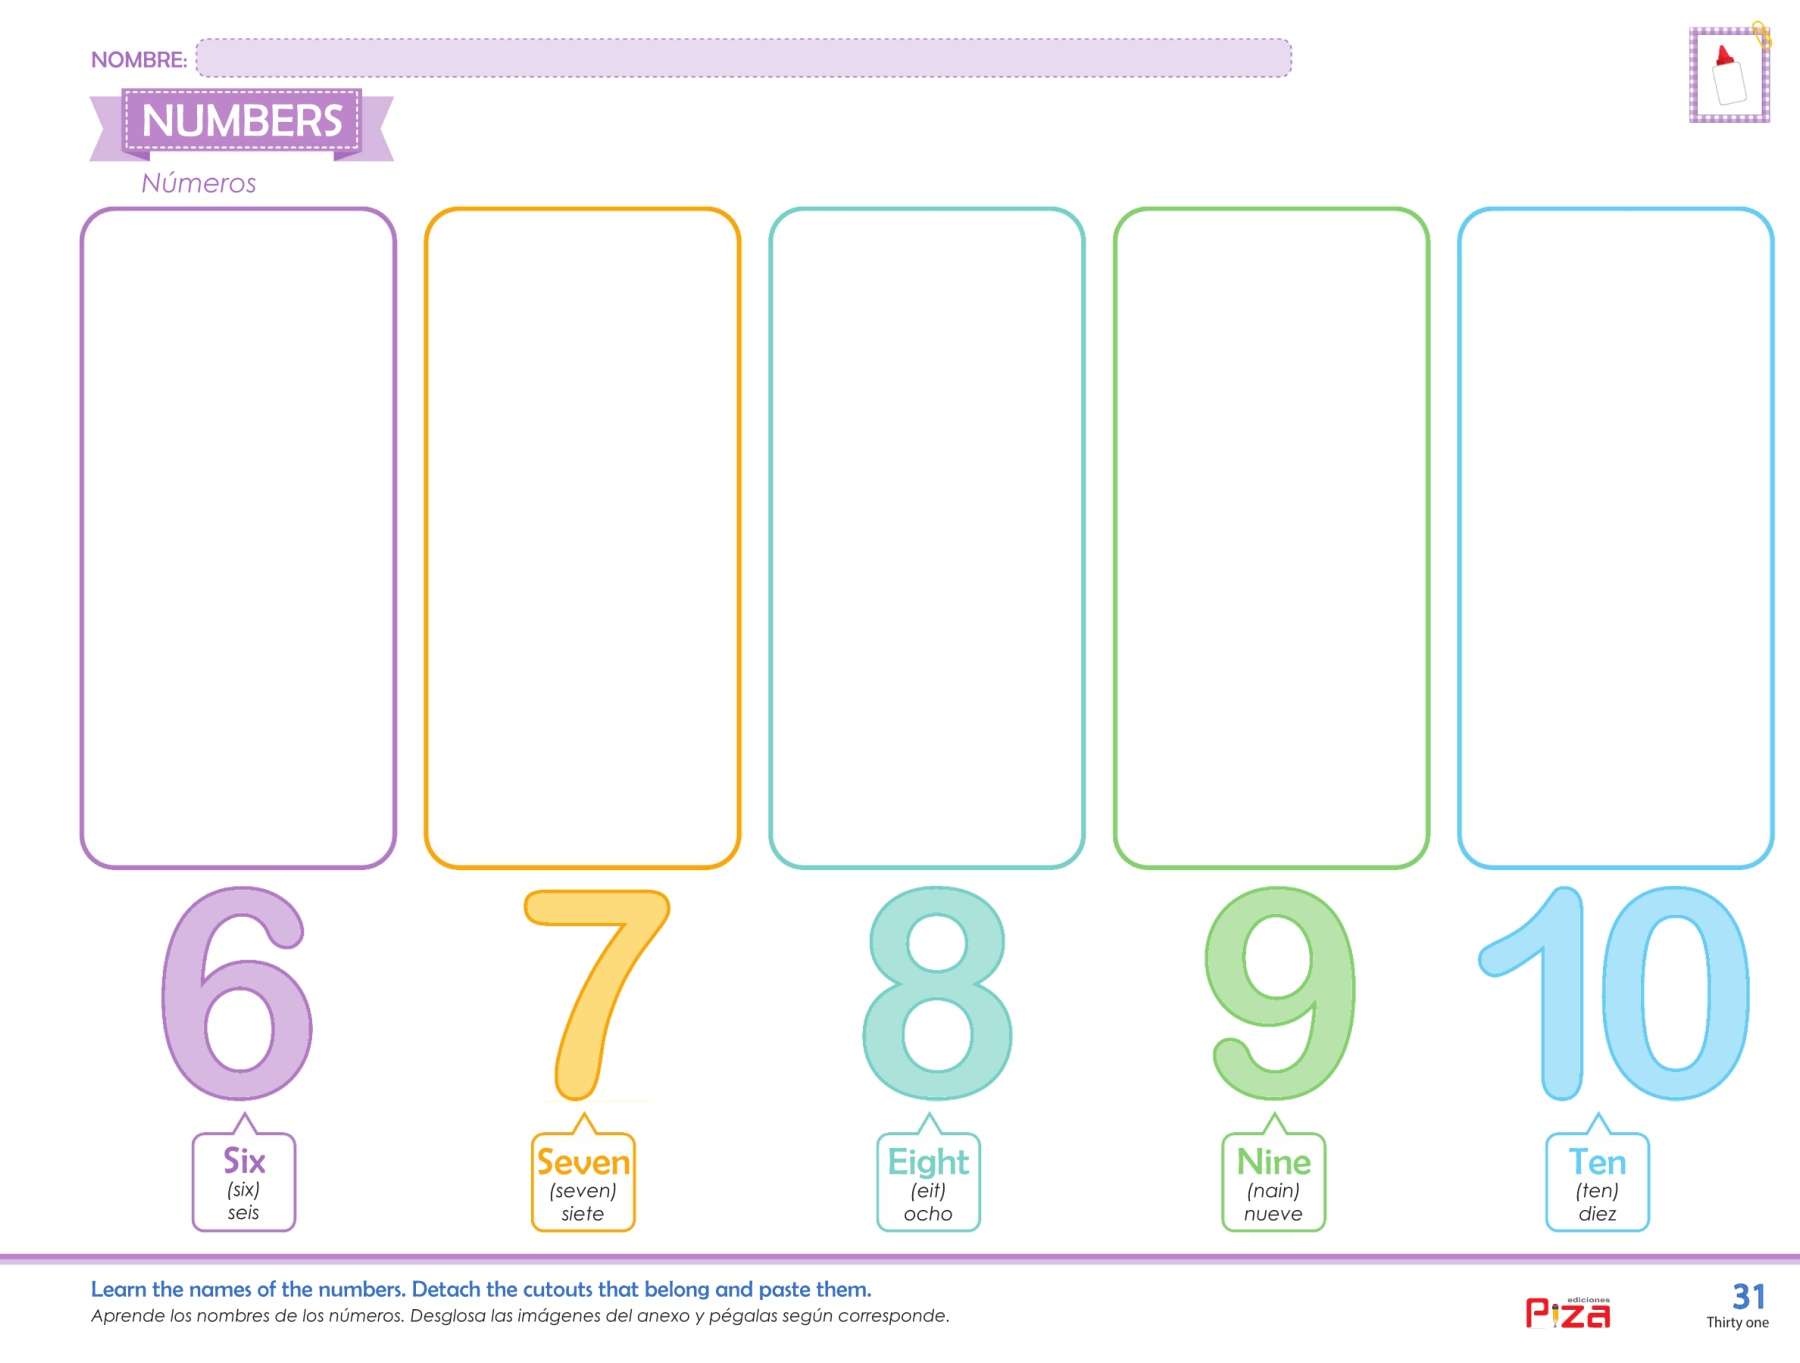 NOMBRE:
NUMBERS
Números
6 7 8 9 10
Six
(six)
seis
Seven
(seven)
siete
Eight
(eit)
ocho
Nine
(nain)
nueve
Ten
(ten)
diez
Learn the names of the numbers. Detach the cutouts that belong and paste them.
Aprende los nombres de los números. Desglosa las imágenes del anexo y pégalas según corresponde.
ediciones
Piza
31
Thirty one